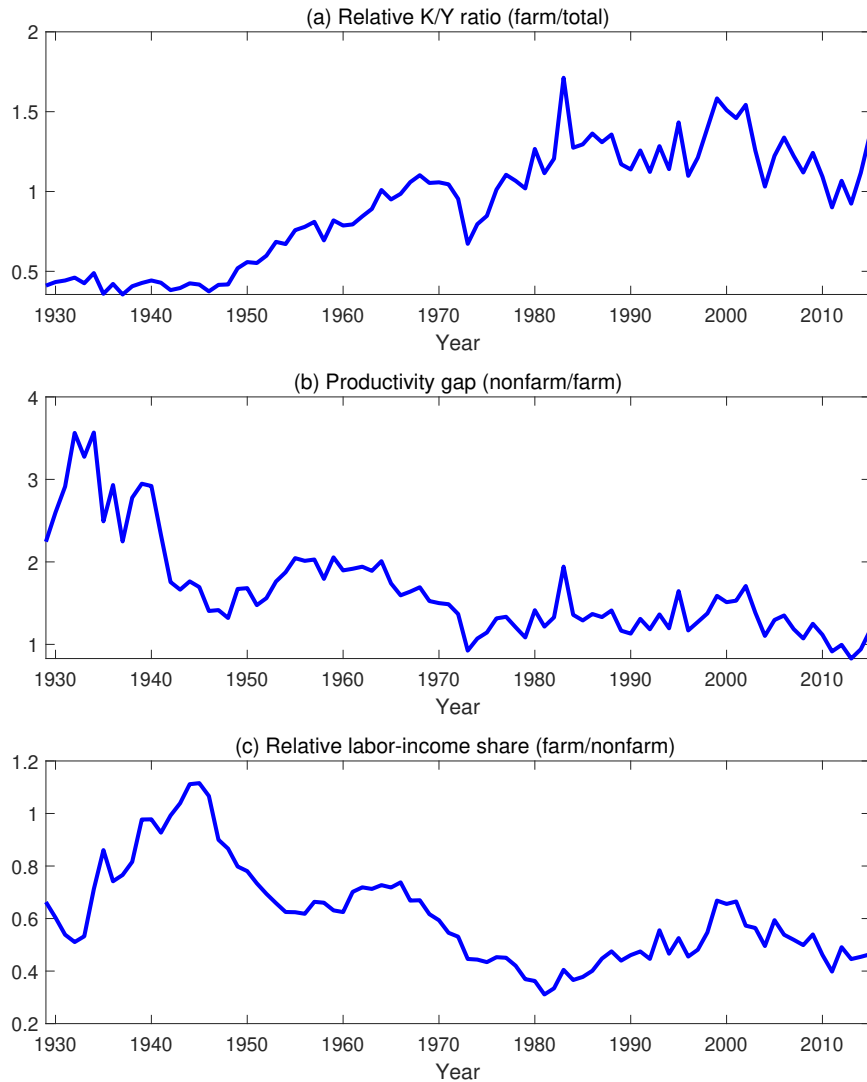 (a) Relative K/Y ratio (farm/total)
2
1.5
1
0.5
1930 1940 1950 1960 1970 1980 1990 2000 2010
Year
(b) Productivity gap (nonfarm/farm)
4
3
2
1
1930 1940 1950 1960 1970 1980 1990 2000 2010
Year
(c) Relative labor-income share (farm/nonfarm)
1.2
1
0.8
0.6
0.4
0.2
1930 1940 1950 1960 1970 1980 1990 2000 2010
Year